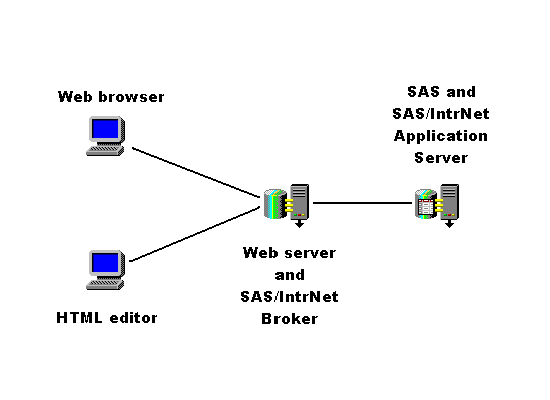 Web browser
SAS and
SAS/IntrNet
Application
Server
Web server
and
SAS/IntrNet
Broker
HTML editor